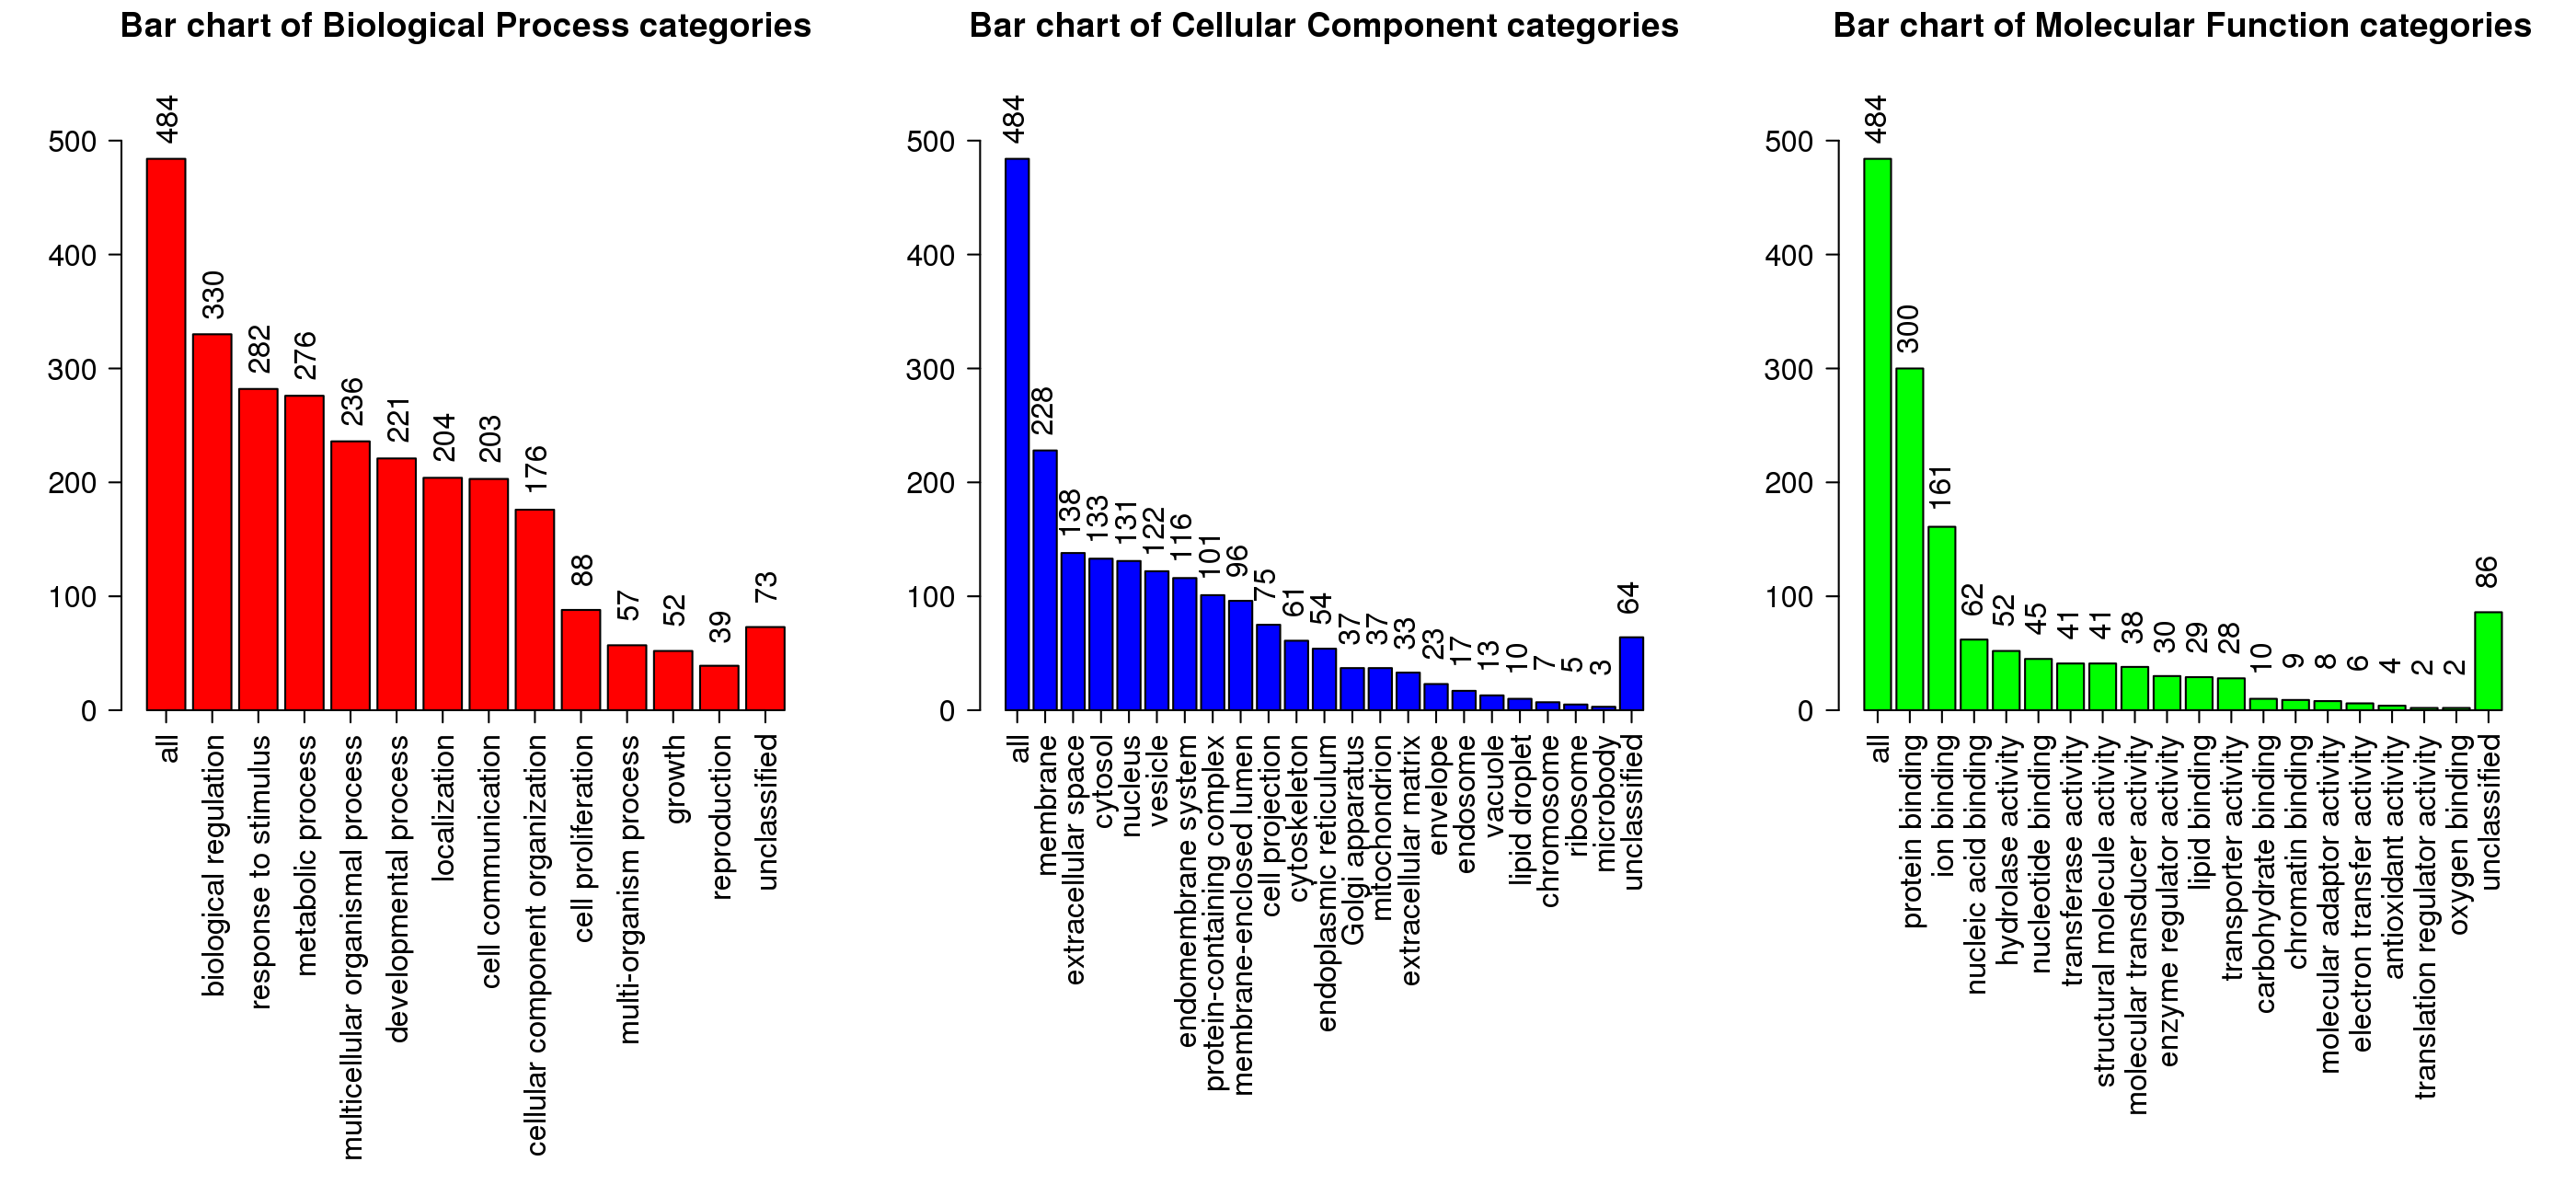 Bar chart of Biological Process categories
500
400
300
200
100
0
484
330
282
276
236
221
204
203
176
88
57
52
39
73
all
biological regulation
response to stimulus
metabolic process
multicellular organismal process
developmental process
localization
cell communication
cellular component organization
cell proliferation
multi-organism process
growth
reproduction
unclassified
Bar chart of Cellular Component categories
500
400
300
200
100
0
484
228
138
133
131
122
116
101
96
75
61
54
37
37
33
23
17
13
10
7
5
3
64
all
membrane
extracellular space
cytosol
nucleus
vesicle
endomembrane system
protein-containing complex
membrane-enclosed lumen
cell projection
cytoskeleton
endoplasmic reticulum
Golgi apparatus
mitochondrion
extracellular matrix
envelope
endosome
vacuole
lipid droplet
chromosome
ribosome
microbody
unclassified
Bar chart of Molecular Function categories
500
400
300
200
100
0
484
300
161
62
52
45
41
41
38
30
29
28
10
9
8
6
4
2
2
86
all
protein binding
ion binding
nucleic acid binding
hydrolase activity
nucleotide binding
transferase activity
structural molecule activity
molecular transducer activity
enzyme regulator activity
lipid binding
transporter activity
carbohydrate binding
chromatin binding
molecular adaptor activity
electron transfer activity
antioxidant activity
translation regulator activity
oxygen binding
unclassified